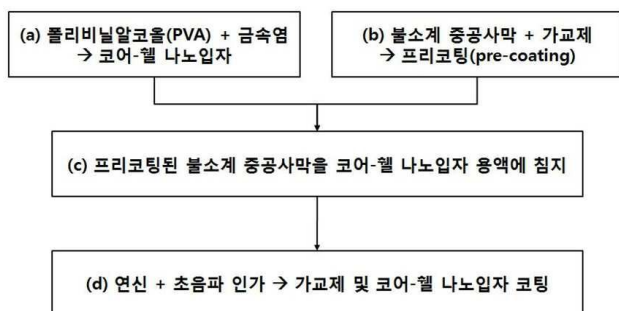 (a) 폴리비닐알코올(PVA) + 금속염
→ 코어-쉘 나노입자
(b) 불소계 중공사막 + 가교제
→ 프리코팅(pre-coating)
(c) 프리코팅된 불소계 중공사막을 코어-쉘 나노입자 용액에 침지
(d) 연신 + 초음파 인가 → 가교제 및 코어-쉘 나노입자 코팅